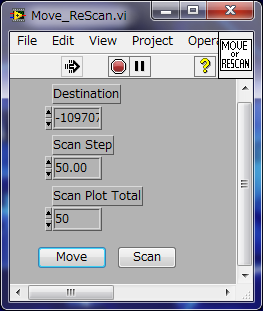 Move_ReScan.vi
File Edit View Project Opera
MOVE
or
RESCAN
Destination
-109707
Scan Step
50.00
Scan Plot Total
50
Move Scan